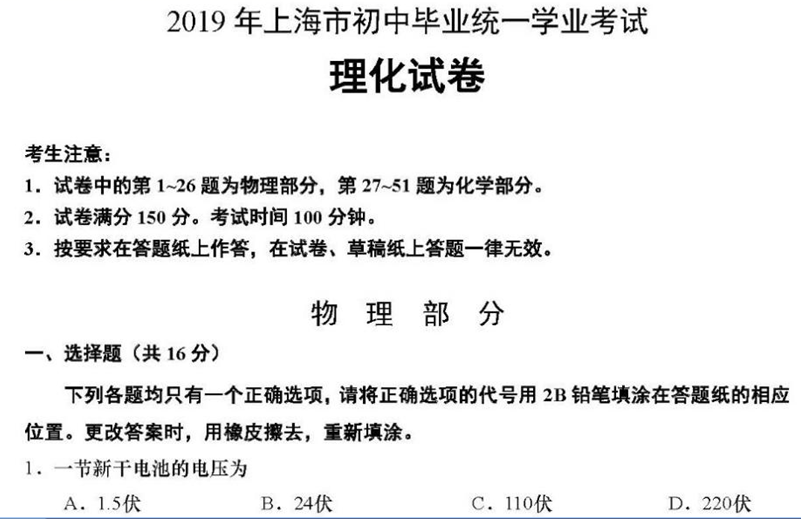 2019 年上海市初中毕业统一学业考试
理化试卷
考生注意：
1．试卷中的第 1~26 题为物理部分，第 27~51 题为化学部分。
2．试卷满分 150 分。考试时间 100 分钟。
3．按要求在答题纸上作答，在试卷、草稿纸上答题一律无效。
物 理 部 分
一、选择题（共 16 分）
下列各题均只有一个正确选项，请将正确选项的代号用 2B 铅笔填涂在答题纸的相应
位置。更改答案时，用橡皮擦去，重新填涂。
1．一节新干电池的电压为
A．1.5伏 B．24伏 C．110伏 D．220伏